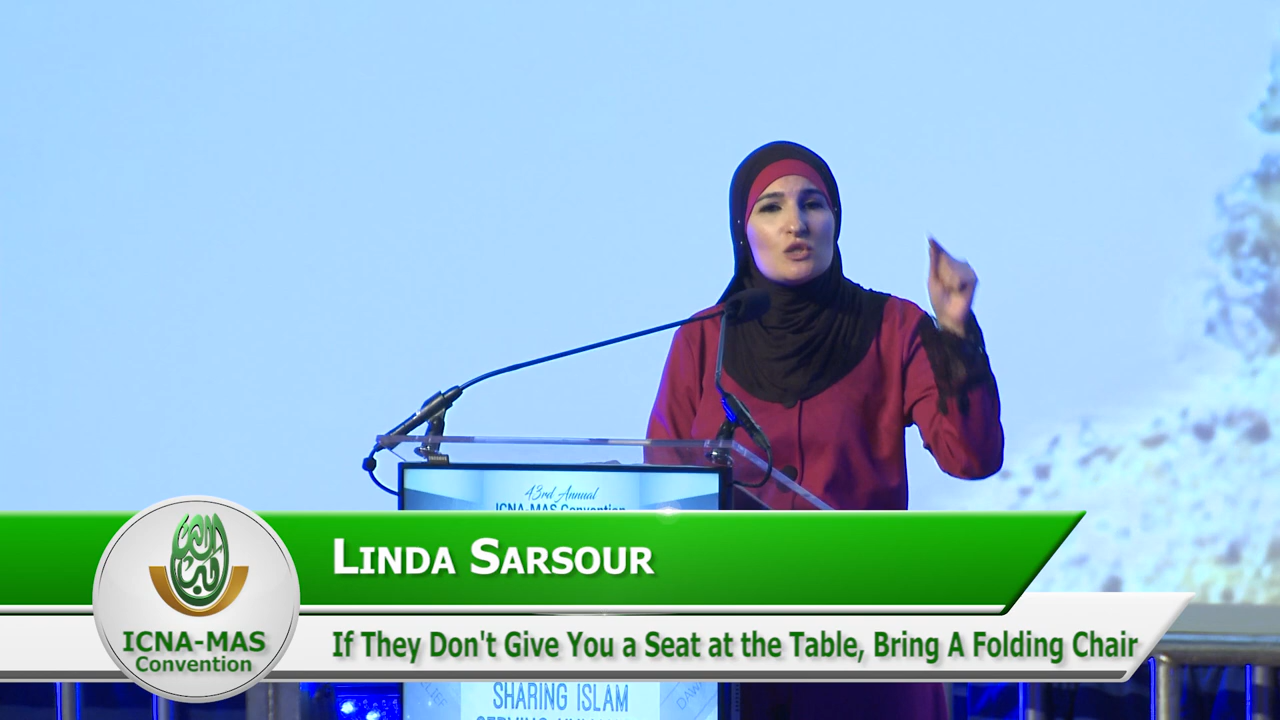 43rd Annual
ICNA-MAS Convention
LINDA SARSOUR
If They Don't Give You a Seat at the Table, Bring A Folding Chair
ICNA-MAS
Convention
SHARING ISLAM